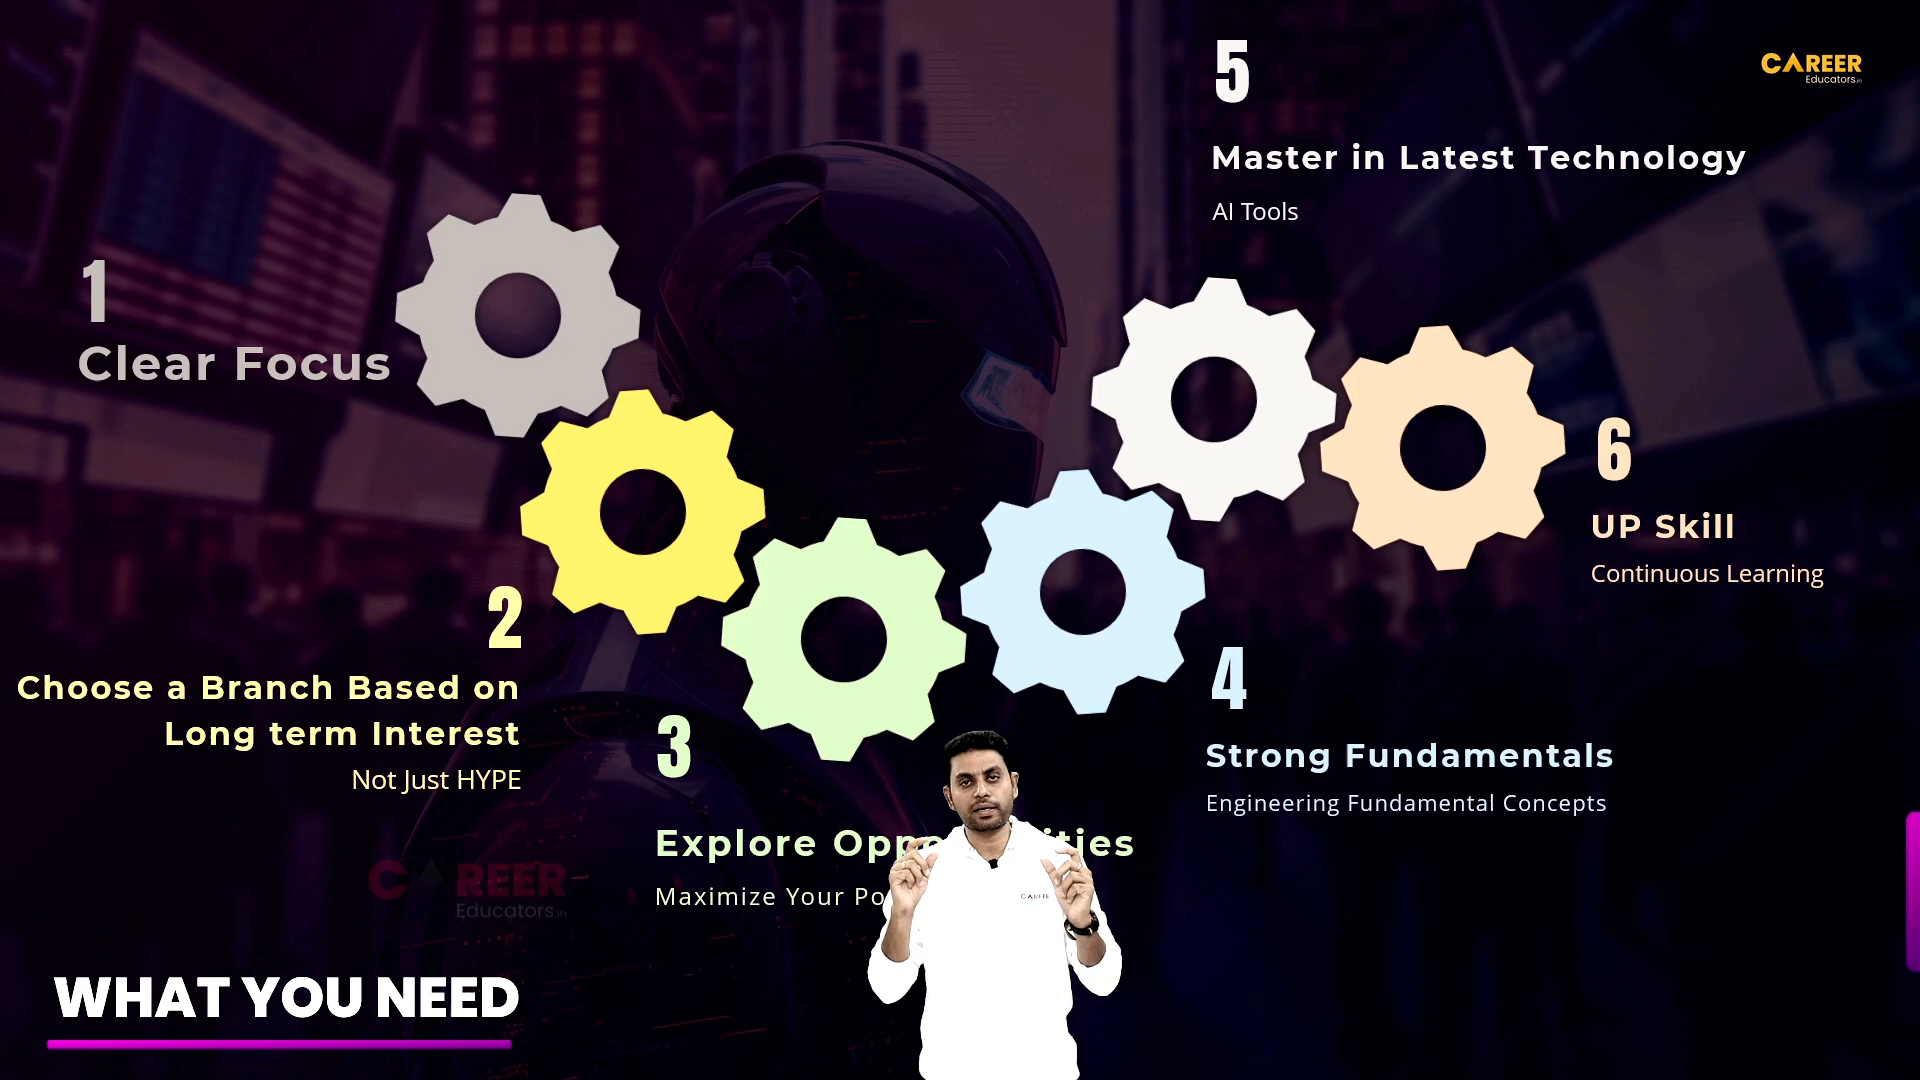 CAREER
Educators.in
1
Clear Focus
2
Choose a Branch Based on
Long term Interest
Not Just HYPE
3
Explore
Maximize Your
4
Strong Fundamentals
Engineering Fundamental Concepts
5
Master in Latest Technology
AI Tools
6
UP Skill
Continuous Learning
CAREER
Educators.in
WHAT YOU NEED